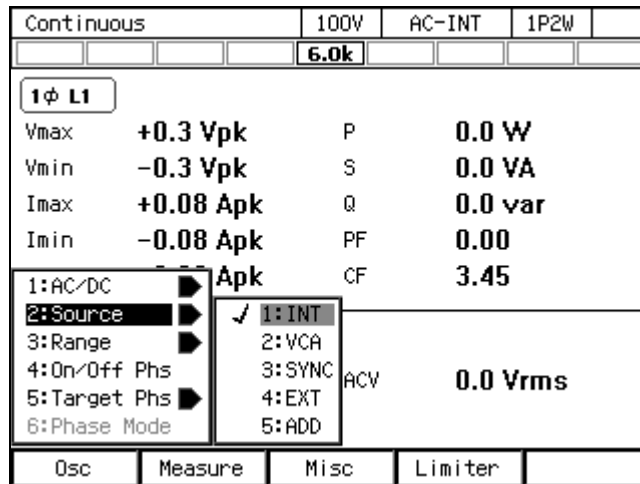 Continuous 100V AC-INT 1P2W
6.0k
1φ L1
Vmax +0.3 Vpk P 0.0 W
Vmin -0.3 Vpk S 0.0 VA
Imax +0.08 Apk Q 0.0 var
Imin -0.08 Apk PF 0.00
Apk CF 3.45
1:AC/DC
2:Source
3:Range
4:On/Off Phs
5:Target Phs
6:Phase Mode
✓ 1:INT
2:VCA
3:SYNC
4:EXT
5:ADD
ACV 0.0 Vrms
Osc Measure Misc Limiter